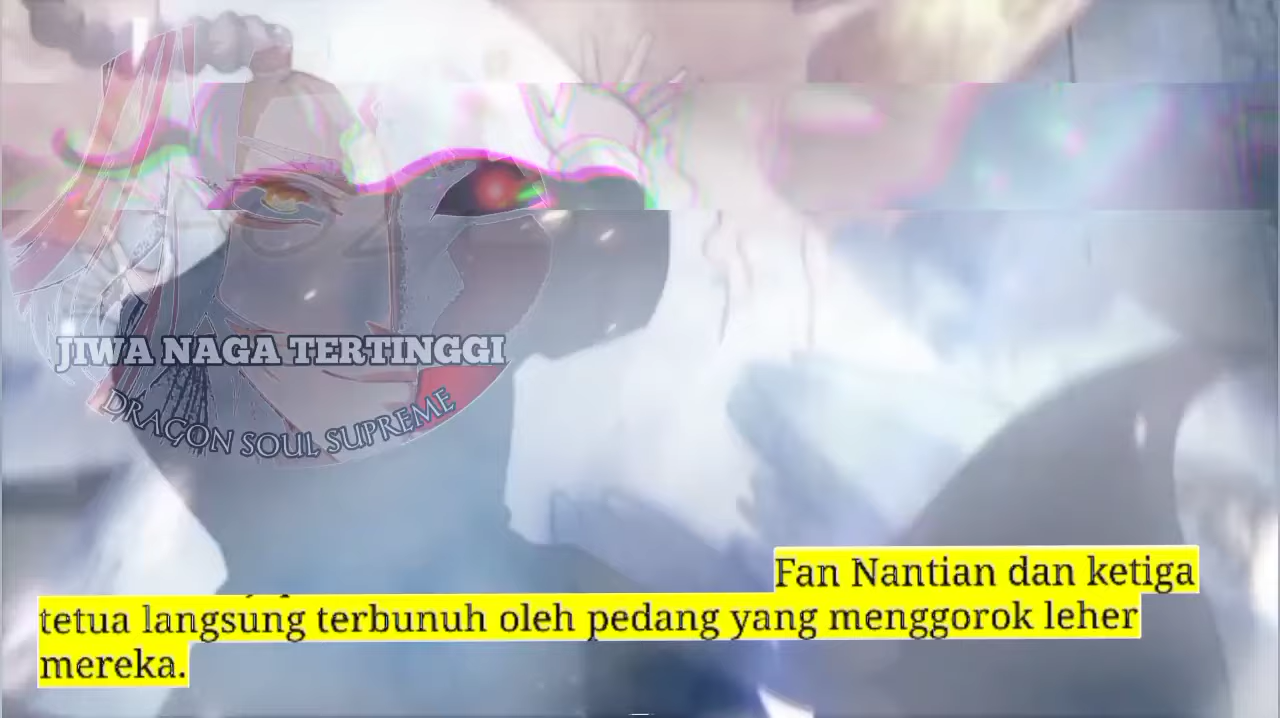 JIWA NAGA TERTINGGI
DRAGON SOUL SUPREME
Fan Nantian dan ketiga
tetua langsung terbunuh oleh pedang yang menggorok leher
mereka.